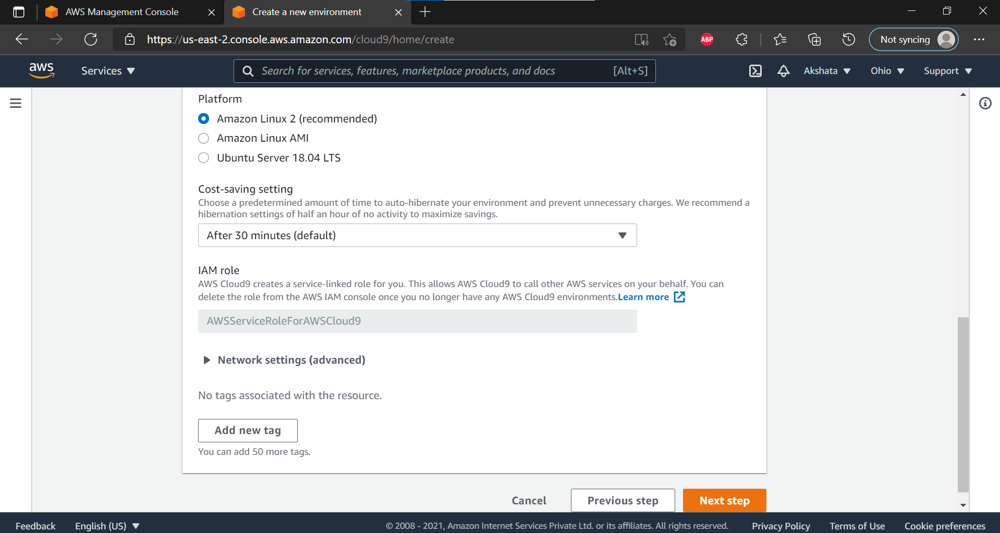 AWS Management Console
Create a new environment
https://us-east-2.console.aws.amazon.com/cloud9/home/create
ABP
Not syncing
aws
Services
Search for services, features, marketplace products, and docs [Alt+S]
Akshata
Ohio
Support
Platform
Amazon Linux 2 (recommended)
Amazon Linux AMI
Ubuntu Server 18.04 LTS
Cost-saving setting
Choose a predetermined amount of time to auto-hibernate your environment and prevent unnecessary charges. We recommend a
hibernation settings of half an hour of no activity to maximize savings.
After 30 minutes (default)
IAM role
AWS Cloud9 creates a service-linked role for you. This allows AWS Cloud9 to call other AWS services on your behalf. You can
delete the role from the AWS IAM console once you no longer have any AWS Cloud9 environments.Learn more
AWSServiceRoleForAWSCloud9
Network settings (advanced)
No tags associated with the resource.
Add new tag
You can add 50 more tags.
Cancel
Previous step
Next step
Feedback
English (US)
© 2008 - 2021, Amazon Internet Services Private Ltd. or its affiliates. All rights reserved.
Privacy Policy
Terms of Use
Cookie preferences